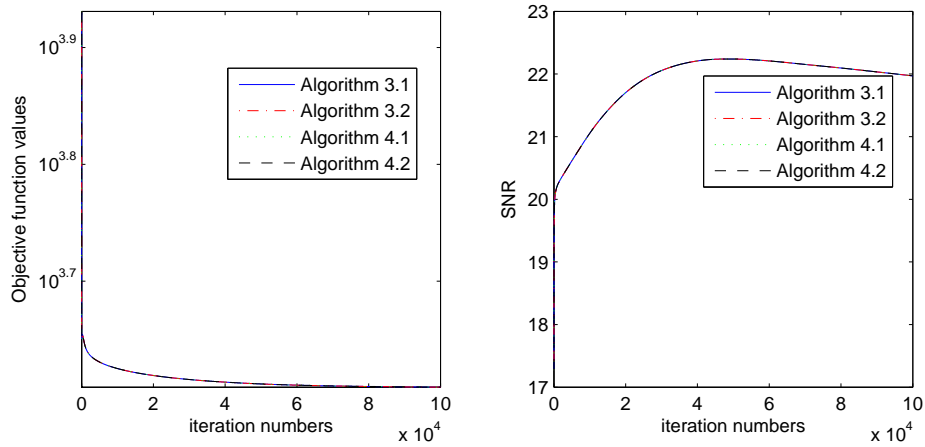 Objective function values
10^3.9
10^3.8
10^3.7
Algorithm 3.1
Algorithm 3.2
Algorithm 4.1
Algorithm 4.2
0 2 4 6 8 10
iteration numbers
x 10^4
SNR
23
22
21
20
19
18
17
Algorithm 3.1
Algorithm 3.2
Algorithm 4.1
Algorithm 4.2
0 2 4 6 8 10
iteration numbers
x 10^4